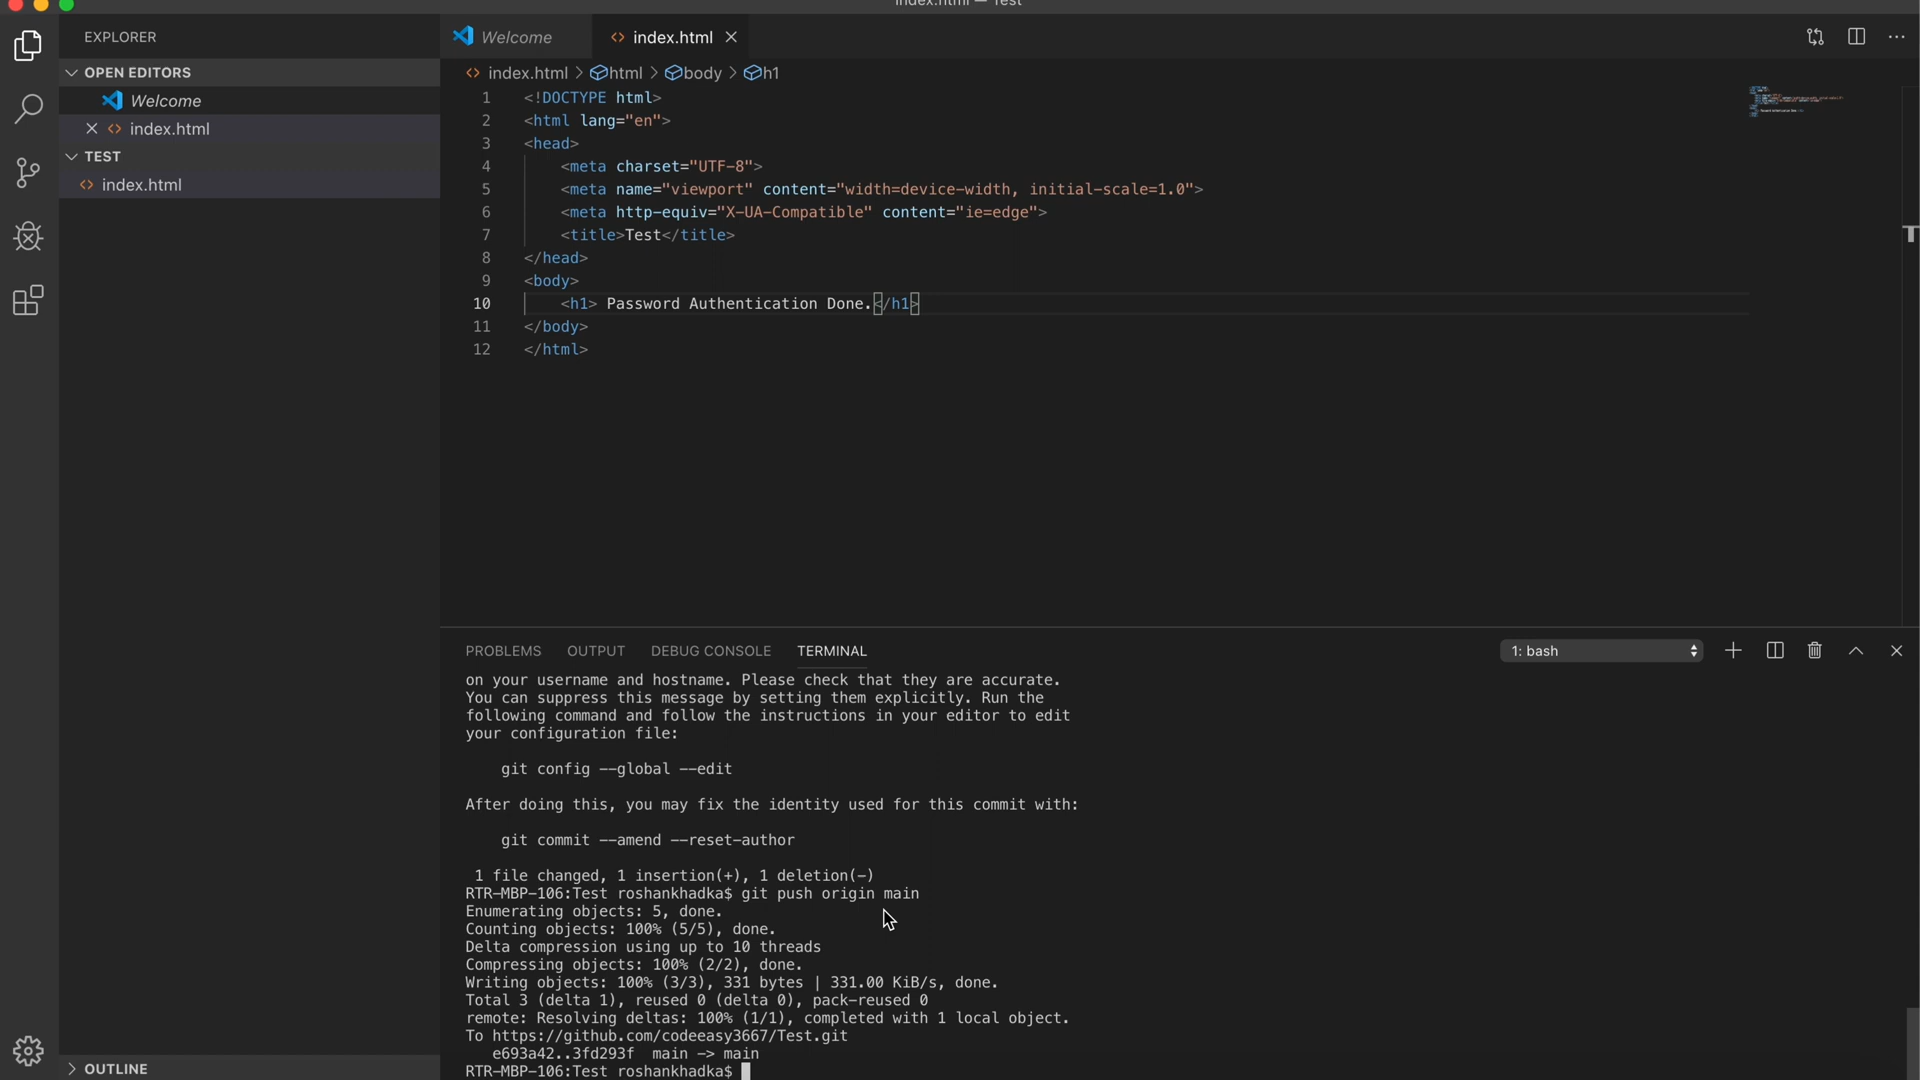 index.html — Test
EXPLORER
OPEN EDITORS
Welcome
index.html
TEST
index.html
OUTLINE
Welcome
index.html
index.html > html > body > h1
1 <!DOCTYPE html>
2 <html lang="en">
3 <head>
4 <meta charset="UTF-8">
5 <meta name="viewport" content="width=device-width, initial-scale=1.0">
6 <meta http-equiv="X-UA-Compatible" content="ie=edge">
7 <title>Test</title>
8 </head>
9 <body>
10 <h1> Password Authentication Done.</h1>
11 </body>
12 </html>
PROBLEMS OUTPUT DEBUG CONSOLE TERMINAL
1: bash
on your username and hostname. Please check that they are accurate.
You can suppress this message by setting them explicitly. Run the
following command and follow the instructions in your editor to edit
your configuration file:
git config --global --edit
After doing this, you may fix the identity used for this commit with:
git commit --amend --reset-author
1 file changed, 1 insertion(+), 1 deletion(-)
RTR-MBP-106:Test roshankhadka$ git push origin main
Enumerating objects: 5, done.
Counting objects: 100% (5/5), done.
Delta compression using up to 10 threads
Compressing objects: 100% (2/2), done.
Writing objects: 100% (3/3), 331 bytes | 331.00 KiB/s, done.
Total 3 (delta 1), reused 0 (delta 0), pack-reused 0
remote: Resolving deltas: 100% (1/1), completed with 1 local object.
To https://github.com/codeeasy3667/Test.git
e693a42..3fd293f main -> main
RTR-MBP-106:Test roshankhadka$